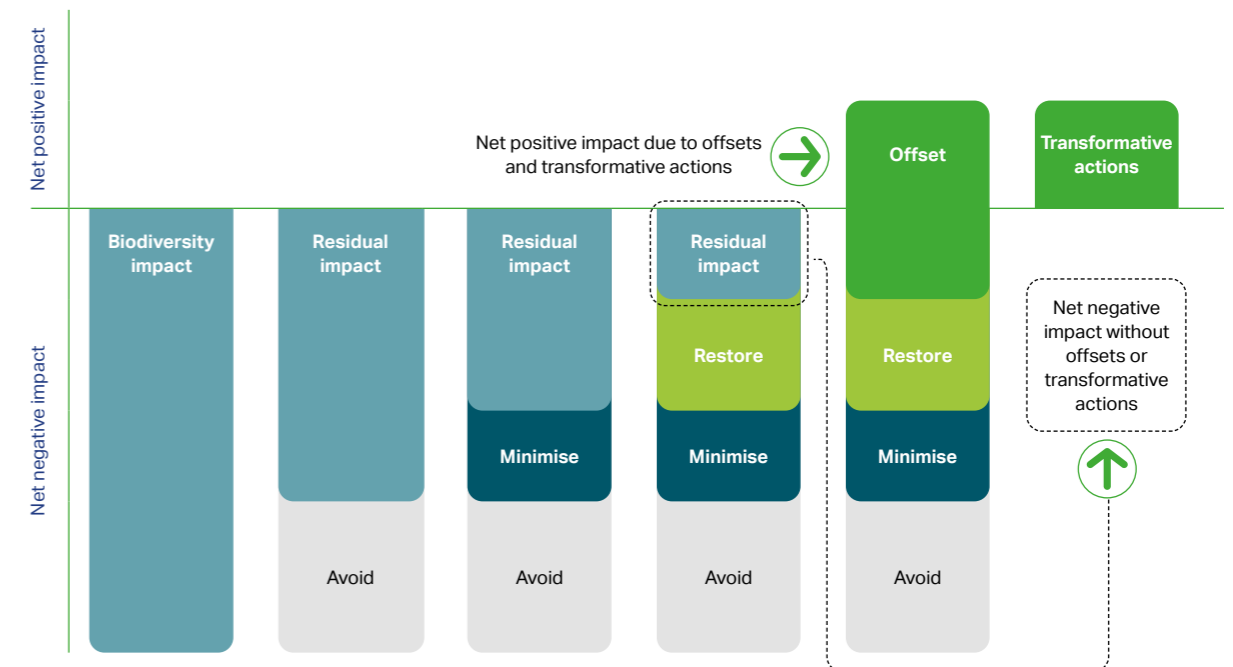 Net positive impact
Net negative impact
Net positive impact due to offsets
and transformative actions
Offset
Transformative
actions
Biodiversity
impact
Residual
impact
Residual
impact
Residual
impact
Net negative
impact without
offsets or
transformative
actions
Restore
Restore
Minimise
Minimise
Minimise
Avoid
Avoid
Avoid
Avoid